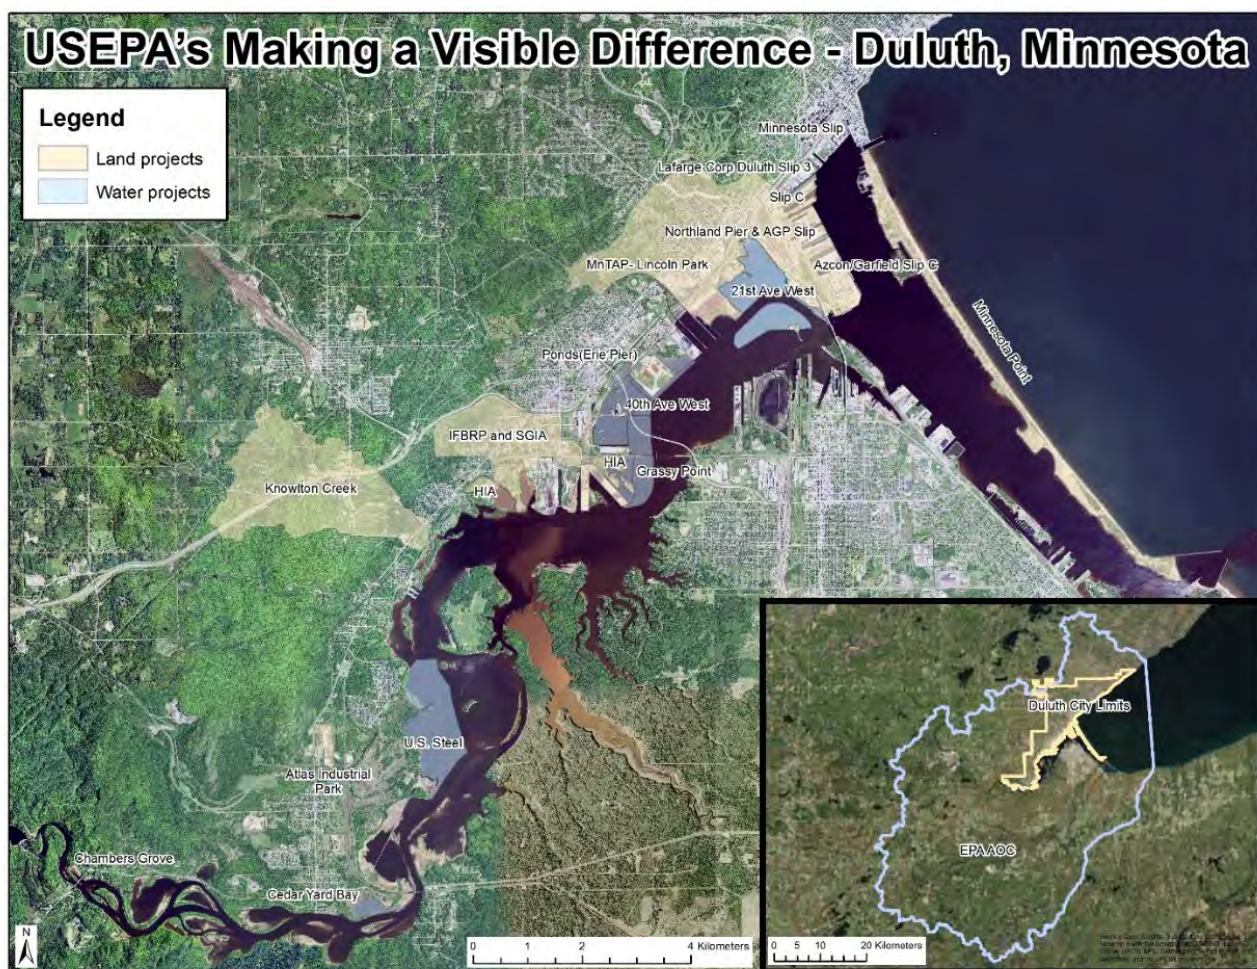 USEPA's Making a Visible Difference - Duluth, Minnesota
Legend
Land projects
Water projects
Minnesota Slip
Lafarge Corp Duluth Slip 3
Slip C
Northland Pier & AGP Slip
MnTAP- Lincoln Park
Azcon/Garfield Slip C
21st Ave West
Minnesota Point
Ponds(Erie Pier)
40th Ave West
IFBRP and SGIA
HIA
Grassy Point
Knowlton Creek
HIA
U.S. Steel
Atlas Industrial
Park
Chambers Grove
Cedar Yard Bay
N
0 1 2 4 Kilometers
Duluth City Limits
EPA AOC
0 5 10 20 Kilometers